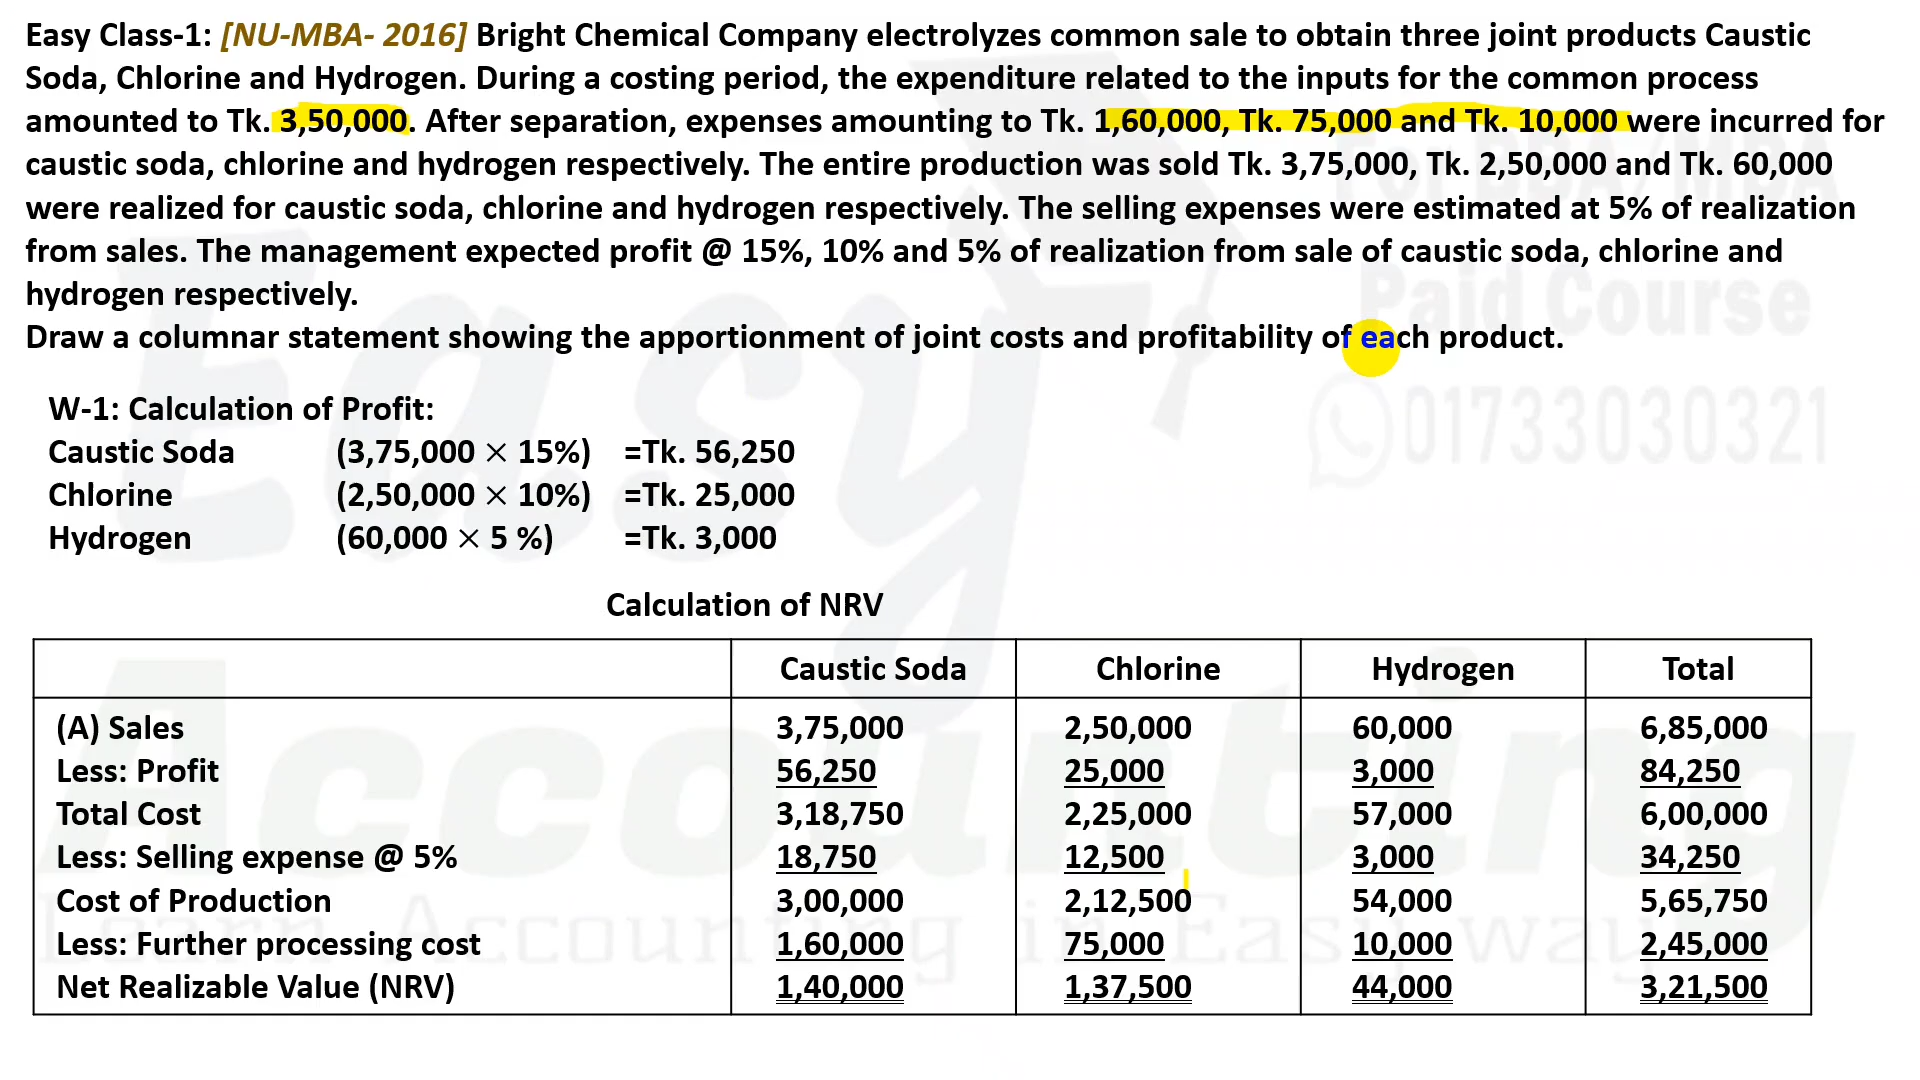 Easy Class-1: [NU-MBA- 2016] Bright Chemical Company electrolyzes common sale to obtain three joint products Caustic
Soda, Chlorine and Hydrogen. During a costing period, the expenditure related to the inputs for the common process
amounted to Tk. 3,50,000. After separation, expenses amounting to Tk. 1,60,000, Tk. 75,000 and Tk. 10,000 were incurred for
caustic soda, chlorine and hydrogen respectively. The entire production was sold Tk. 3,75,000, Tk. 2,50,000 and Tk. 60,000
were realized for caustic soda, chlorine and hydrogen respectively. The selling expenses were estimated at 5% of realization
from sales. The management expected profit @ 15%, 10% and 5% of realization from sale of caustic soda, chlorine and
hydrogen respectively.
Draw a columnar statement showing the apportionment of joint costs and profitability of each product.
For BBA/MBA
Paid Course
01733030321
W-1: Calculation of Profit:
Caustic Soda (3,75,000 × 15%) =Tk. 56,250
Chlorine (2,50,000 × 10%) =Tk. 25,000
Hydrogen (60,000 × 5 %) =Tk. 3,000
Calculation of NRV
Caustic Soda Chlorine Hydrogen Total
(A) Sales 3,75,000 2,50,000 60,000 6,85,000
Less: Profit 56,250 25,000 3,000 84,250
Total Cost 3,18,750 2,25,000 57,000 6,00,000
Less: Selling expense @ 5% 18,750 12,500 3,000 34,250
Cost of Production 3,00,000 2,12,500 54,000 5,65,750
Less: Further processing cost 1,60,000 75,000 10,000 2,45,000
Net Realizable Value (NRV) 1,40,000 1,37,500 44,000 3,21,500
Easy
Accounting
Learn Accounting in Easy way